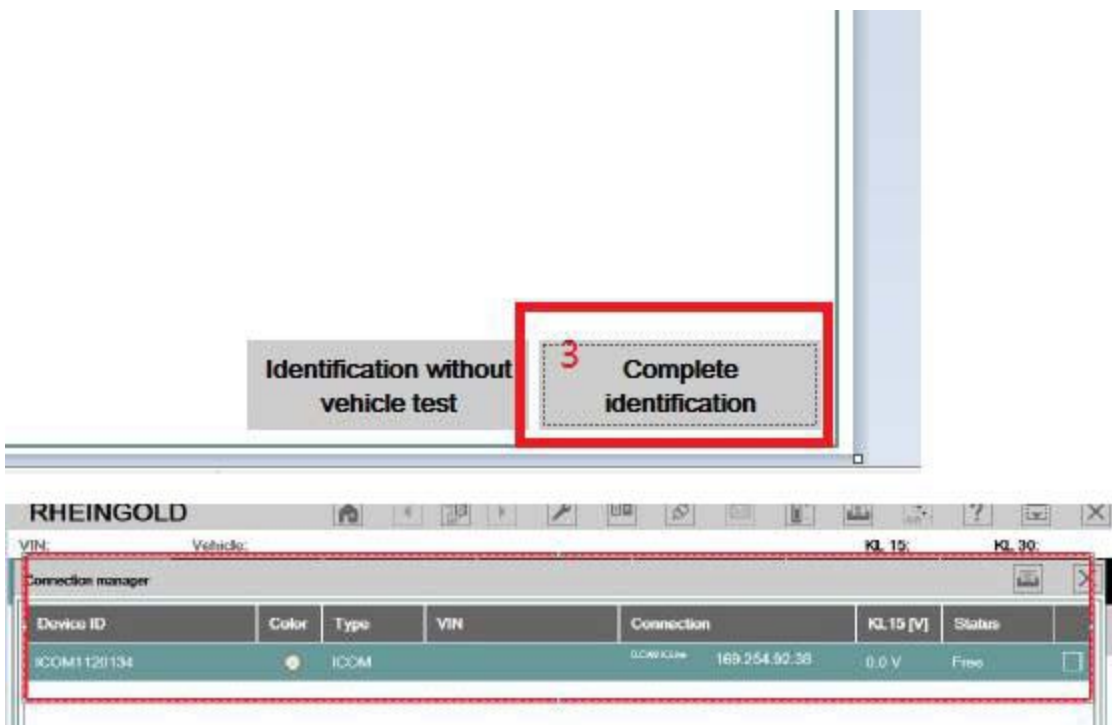 Identification without
vehicle test
3
Complete
identification
RHEINGOLD
VIN:
Vehicle:
KL 15:
KL 30:
Connection manager
Device ID
Color
Type
VIN
Connection
KL15 [V]
Status
ICOM1120134
ICOM
169.254.92.38
0.0 V
Free